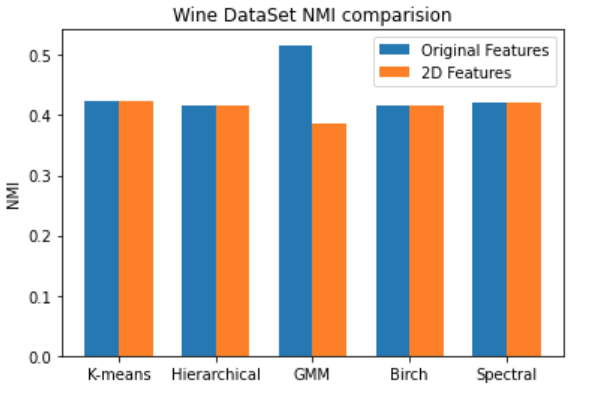 Wine DataSet NMI comparision
Original Features
2D Features
NMI
0.5
0.4
0.3
0.2
0.1
0.0
K-means Hierarchical GMM Birch Spectral